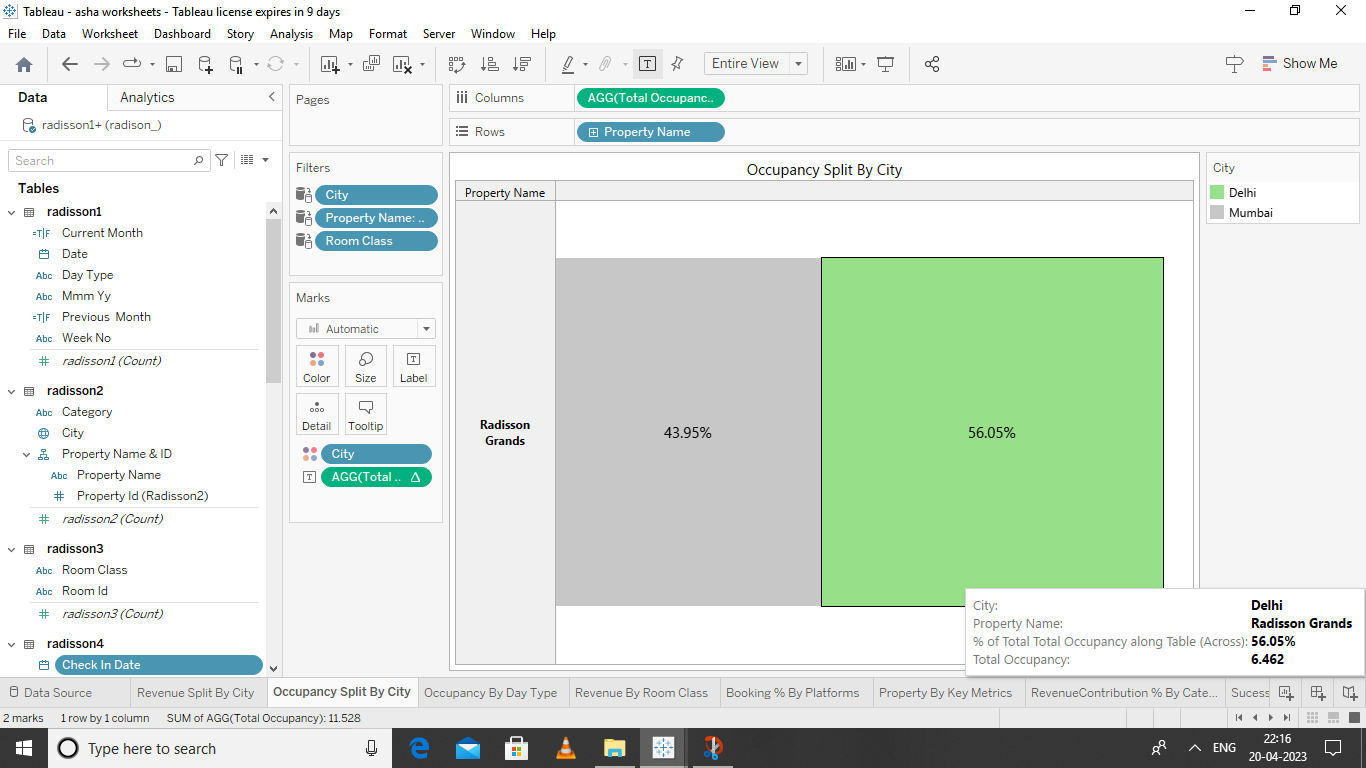 Tableau - asha worksheets - Tableau license expires in 9 days
File Data Worksheet Dashboard Story Analysis Map Format Server Window Help
Entire View
Show Me
Data Analytics
radisson1+ (radison_)
Search
Tables
radisson1
=T|F Current Month
Date
Abc Day Type
Abc Mmm Yy
=T|F Previous Month
Abc Week No
radisson1 (Count)
radisson2
Abc Category
City
Property Name & ID
Abc Property Name
Property Id (Radisson2)
radisson2 (Count)
radisson3
Abc Room Class
Abc Room Id
radisson3 (Count)
radisson4
Check In Date
Pages
Filters
City
Property Name: ..
Room Class
Marks
Automatic
Color Size Label
Detail Tooltip
City
AGG(Total ..
Columns AGG(Total Occupanc..
Rows Property Name
Occupancy Split By City
Property Name
Radisson
Grands
43.95% 56.05%
City
Delhi
Mumbai
City: Delhi
Property Name: Radisson Grands
% of Total Total Occupancy along Table (Across): 56.05%
Total Occupancy: 6.462
Data Source Revenue Split By City Occupancy Split By City Occupancy By Day Type Revenue By Room Class Booking % By Platforms Property By Key Metrics RevenueContribution % By Cate... Sucess
2 marks 1 row by 1 column SUM of AGG(Total Occupancy): 11.528
Type here to search
ENG
22:16
20-04-2023